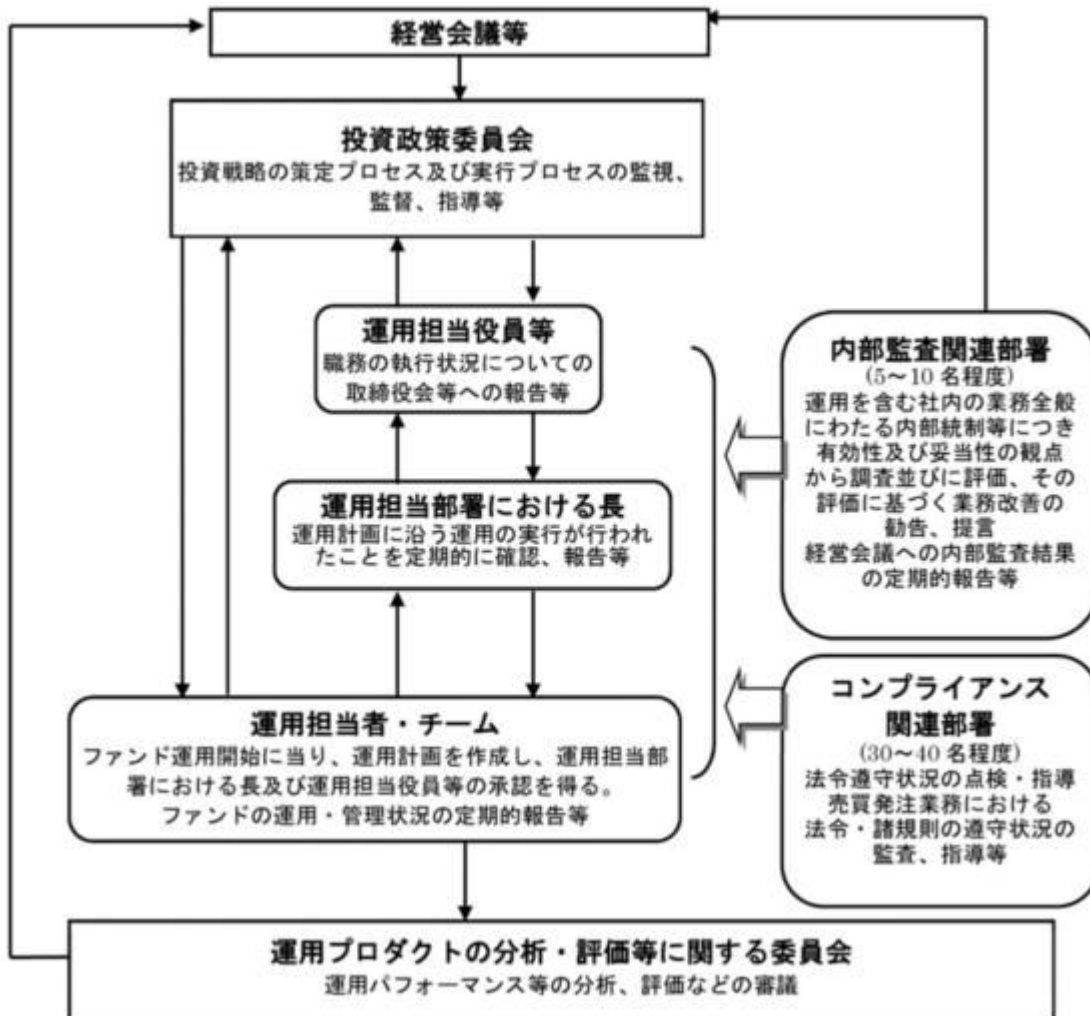 経営会議等
投資政策委員会
投資戦略の策定プロセス及び実行プロセスの監視、
監督、指導等
運用担当役員等
職務の執行状況についての
取締役会等への報告等
運用担当部署における長
運用計画に沿う運用の実行が行われ
たことを定期的に確認、報告等
運用担当者・チーム
ファンド運用開始に当り、運用計画を作成し、運用担当部
署における長及び運用担当役員等の承認を得る。
ファンドの運用・管理状況の定期的報告等
内部監査関連部署
(5～10 名程度)
運用を含む社内の業務全般
にわたる内部統制等につき
有効性及び妥当性の観点
から調査並びに評価、その
評価に基づく業務改善の
勧告、提言
経営会議への内部監査結果
の定期的報告等
コンプライアンス
関連部署
(30～40 名程度)
法令遵守状況の点検・指導
売買発注業務における
法令・諸規則の遵守状況の
監査、指導等
運用プロダクトの分析・評価等に関する委員会
運用パフォーマンス等の分析、評価などの審議